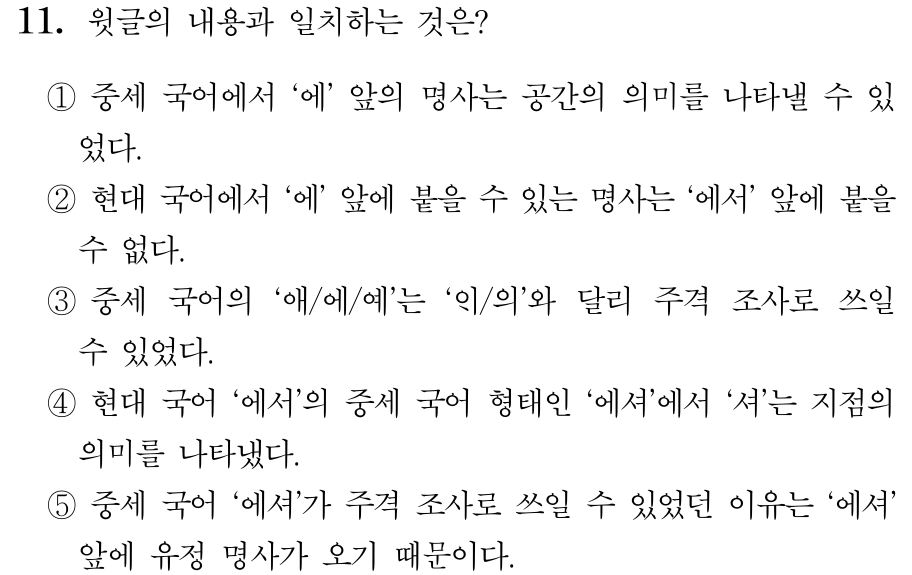 11. 윗글의 내용과 일치하는 것은?
① 중세 국어에서 ‘에’ 앞의 명사는 공간의 의미를 나타낼 수 있
었다.
② 현대 국어에서 ‘에’ 앞에 붙을 수 있는 명사는 ‘에서’ 앞에 붙을
수 없다.
③ 중세 국어의 ‘애/에/예’는 ‘ᄋᆡ/의’와 달리 주격 조사로 쓰일
수 있었다.
④ 현대 국어 ‘에서’의 중세 국어 형태인 ‘에셔’에서 ‘셔’는 지점의
의미를 나타냈다.
⑤ 중세 국어 ‘에셔’가 주격 조사로 쓰일 수 있었던 이유는 ‘에셔’
앞에 유정 명사가 오기 때문이다.